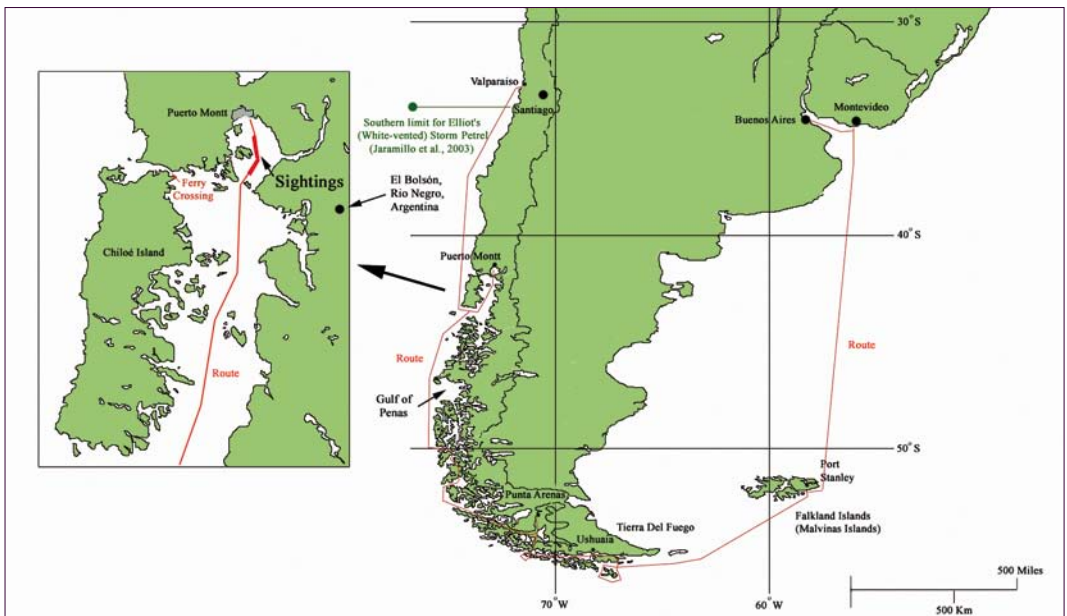 Puerto Montt
Sightings
Ferry
Crossing
El Bolsón,
Rio Negro,
Argentina
Chiloé Island
Route
Valparaiso
Santiago
Southern limit for Elliot's
(White-vented) Storm Petrel
(Jaramillo et al., 2003)
Puerto Montt
Route
Gulf of
Penas
Punta Arenas
Ushuaia
Tierra Del Fuego
Buenos Aires
Montevideo
Route
Port
Stanley
Falkland Islands
(Malvinas Islands)
30°S
40°S
50°S
70°W
60°W
500 Miles
500 Km